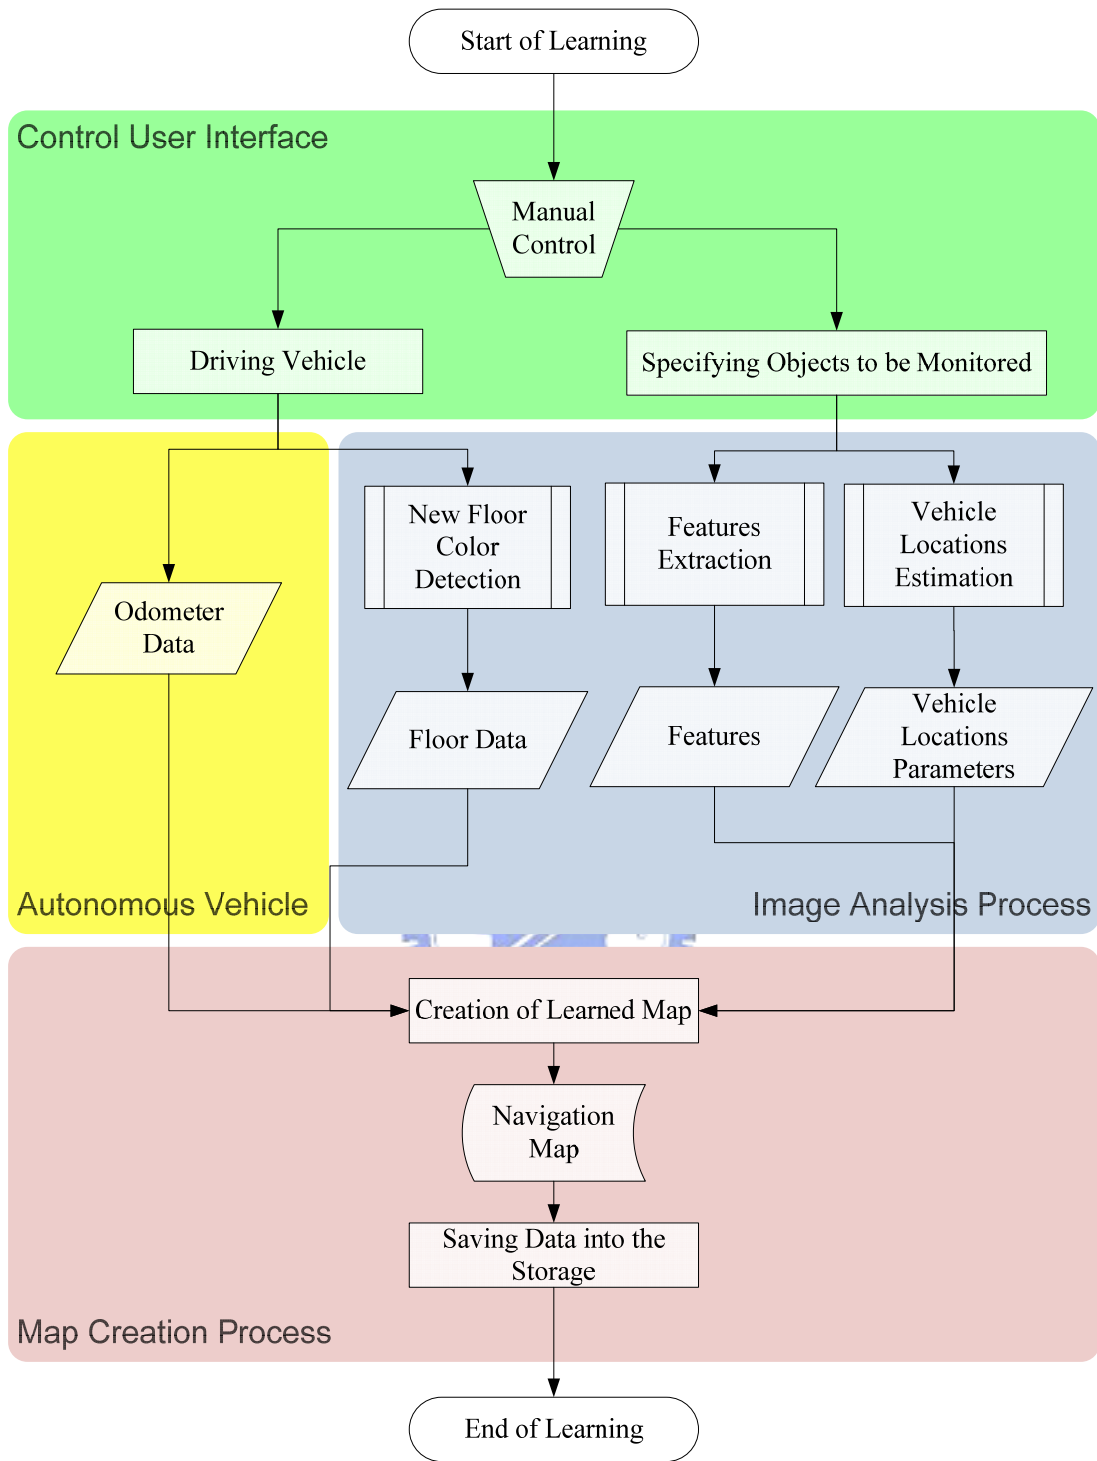 Start of Learning
Control User Interface
Manual
Control
Driving Vehicle
Specifying Objects to be Monitored
New Floor
Color
Detection
Features
Extraction
Vehicle
Locations
Estimation
Odometer
Data
Floor Data
Features
Vehicle
Locations
Parameters
Autonomous Vehicle
Image Analysis Process
Creation of Learned Map
Navigation
Map
Saving Data into the
Storage
Map Creation Process
End of Learning